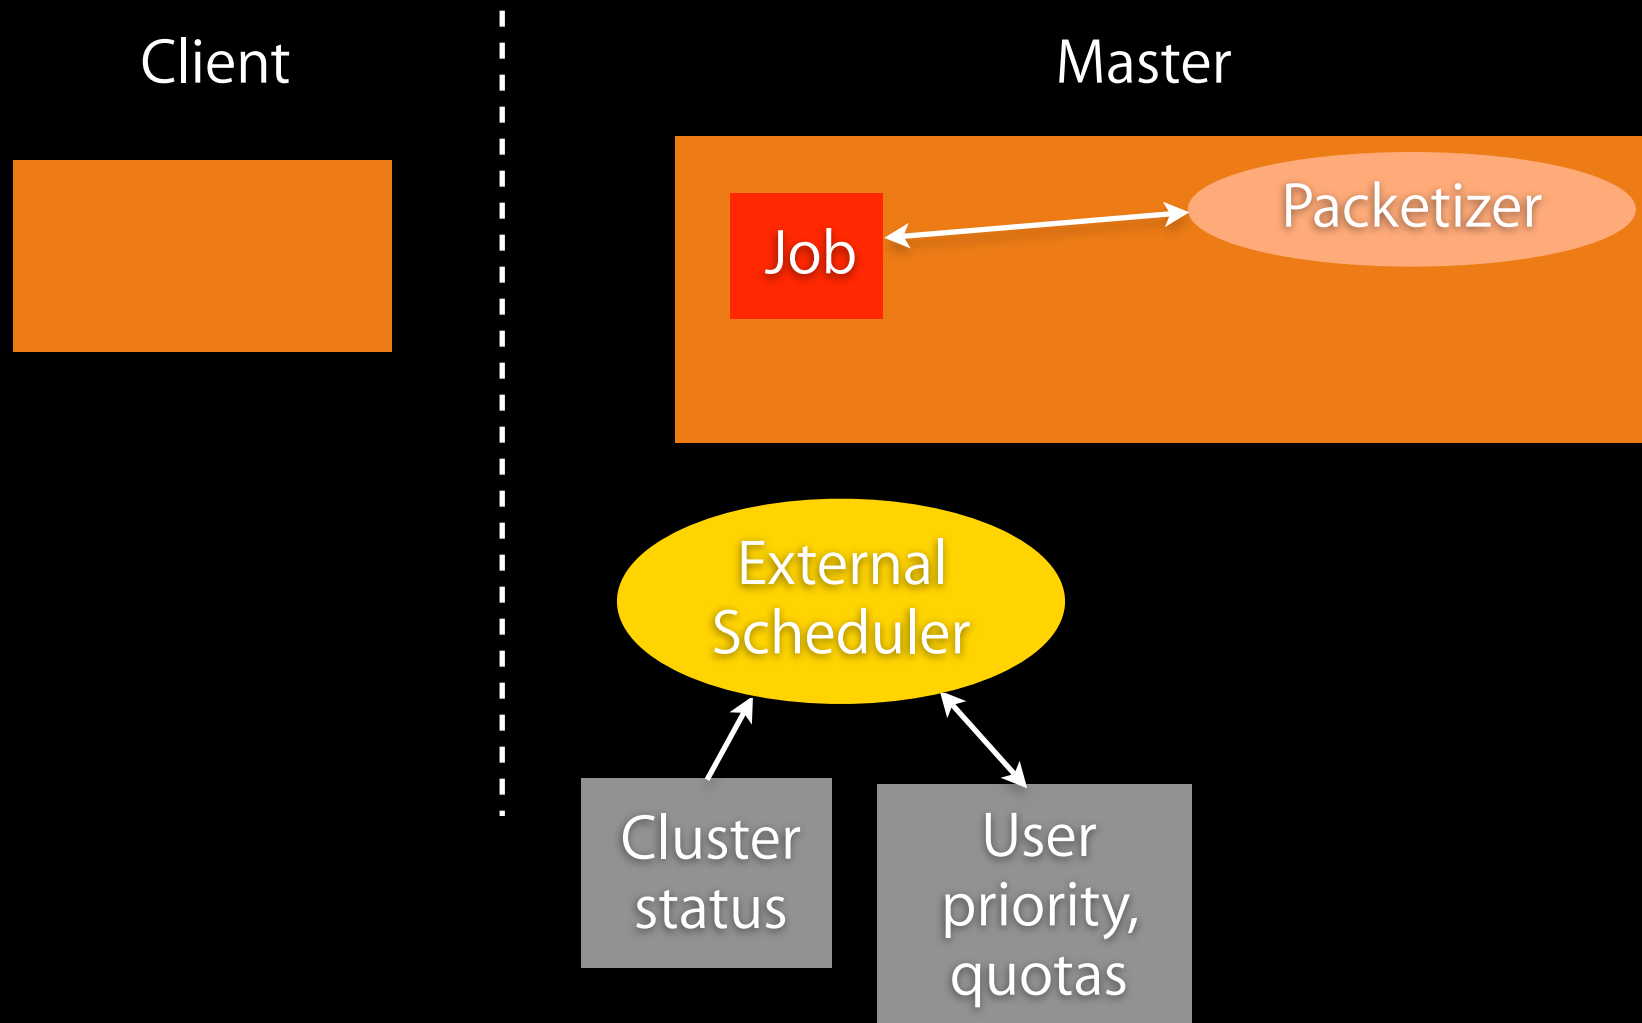 Client
Master
Job
Packetizer
External
Scheduler
Cluster
status
User
priority,
quotas